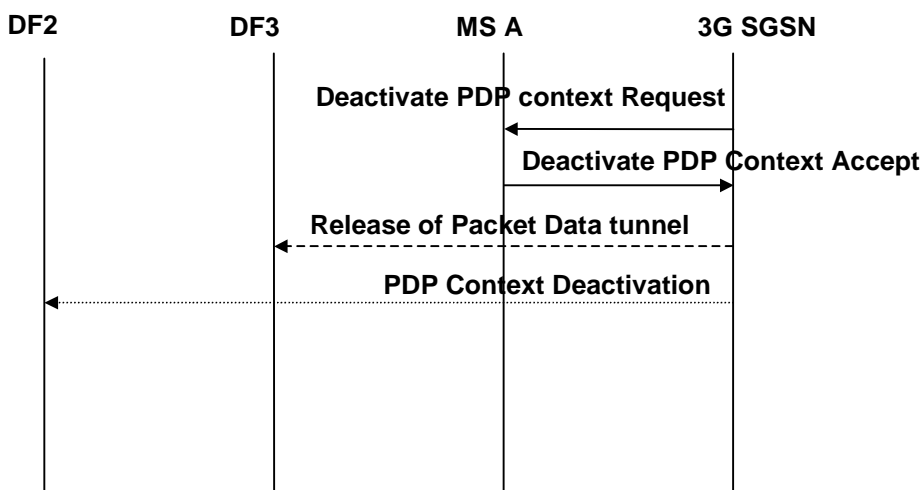 DF2 DF3 MS A 3G SGSN
Deactivate PDP context Request
Deactivate PDP Context Accept
Release of Packet Data tunnel
PDP Context Deactivation